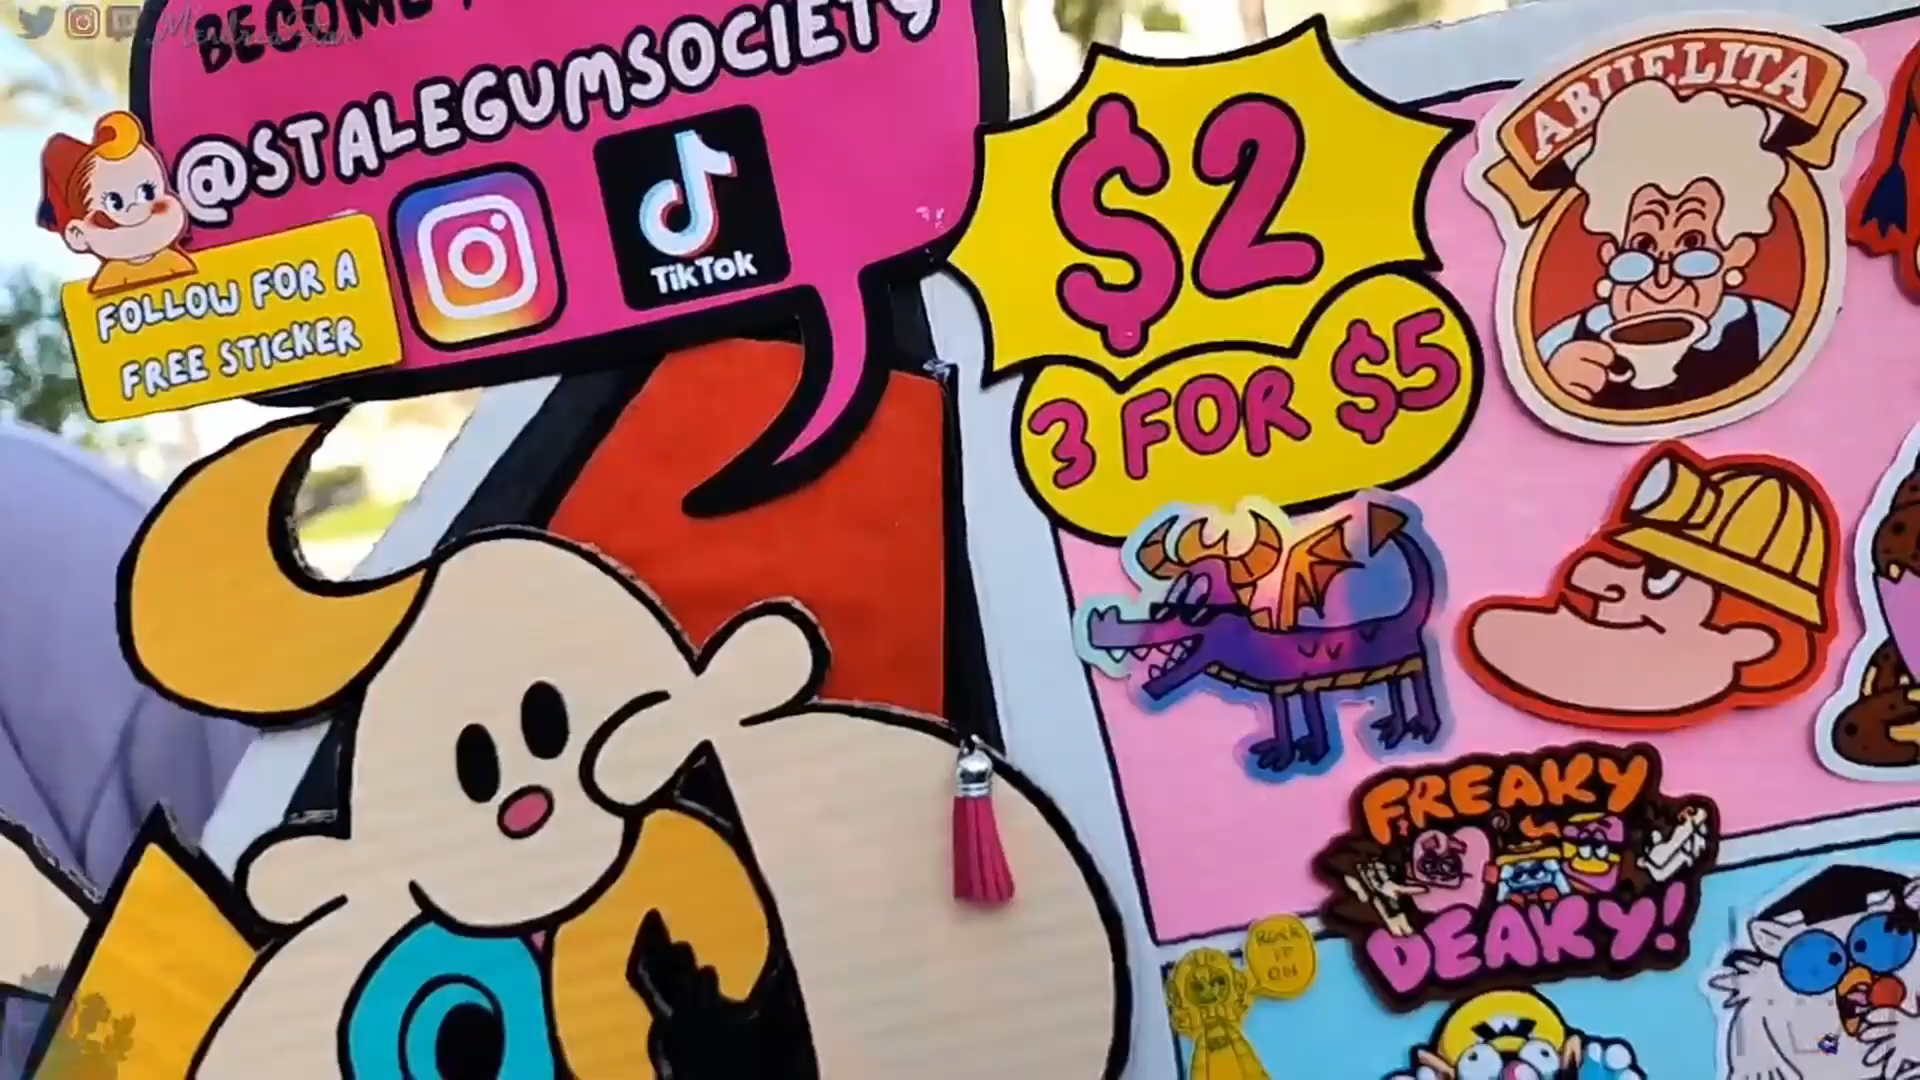 BECOME
@STALEGUMSOCIETY
TikTok
FOLLOW FOR A
FREE STICKER
$2
3 FOR $5
ABUELITA
FREAKY
DEAKY!
ROCK
IT
ON
W